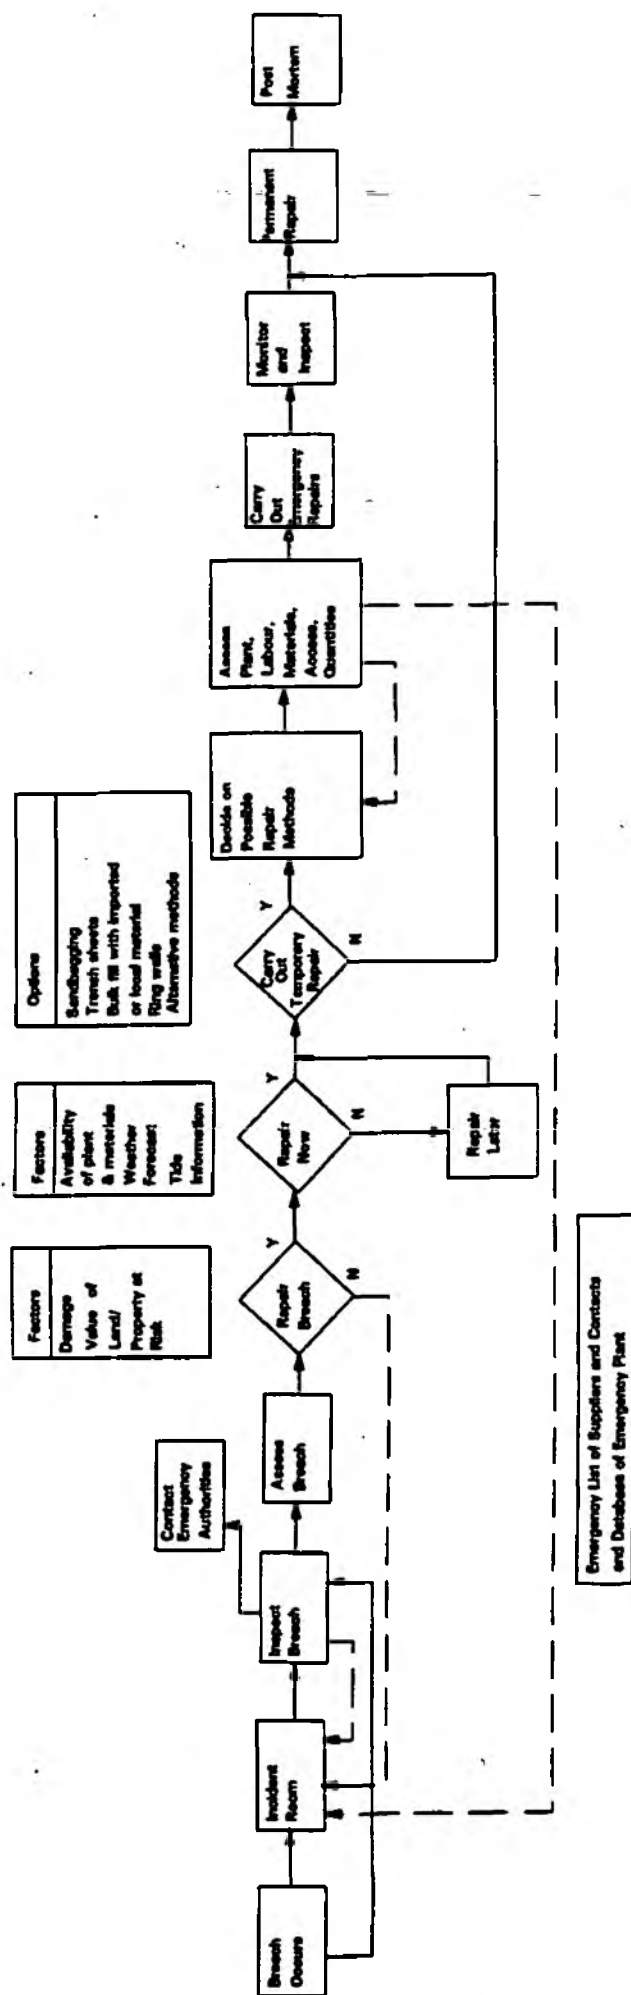 Breach
Occurs
Incident
Room
Inspect
Breach
Contact
Emergency
Authorities
Assess
Breach
Factors
Damage
Value of
Land/
Property at
Risk
Repair
Breach
Y
N
Factors
Availability
of plant
& materials
Weather
Forecast
Tide
Information
Repair
Now
Y
N
Repair
Later
Options
Sandbagging
Trench sheets
Bulk fill with imported
or local material
Ring walls
Alternative methods
Carry
Out
Temporary
Repair
Y
N
Decide on
Possible
Repair
Methods
Assess
Plant,
Labour,
Materials,
Access,
Quantities
Carry
Out
Emergency
Repairs
Monitor
and
Inspect
Permanent
Repair
Post
Mortem
Emergency List of Suppliers and Contacts
and Database of Emergency Plant